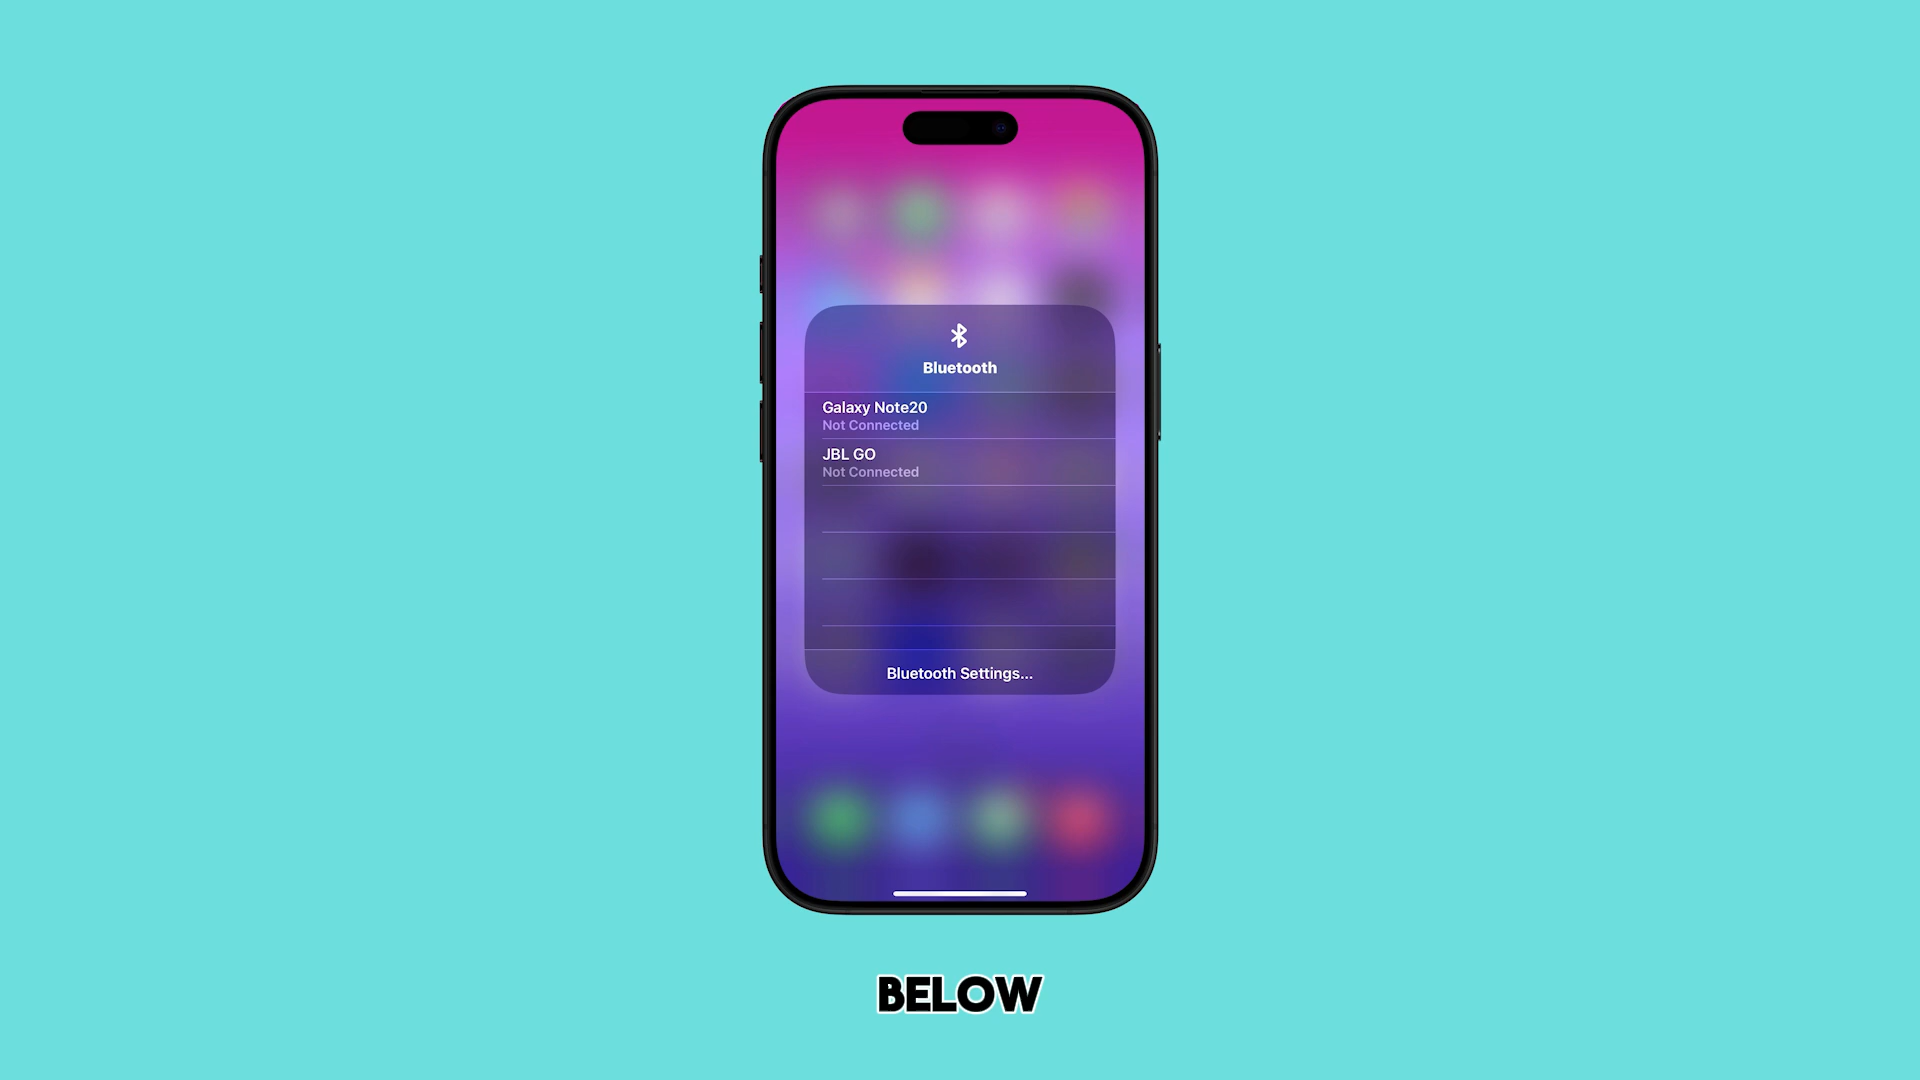 Bluetooth
Galaxy Note20
Not Connected
JBL GO
Not Connected
Bluetooth Settings...
BELOW